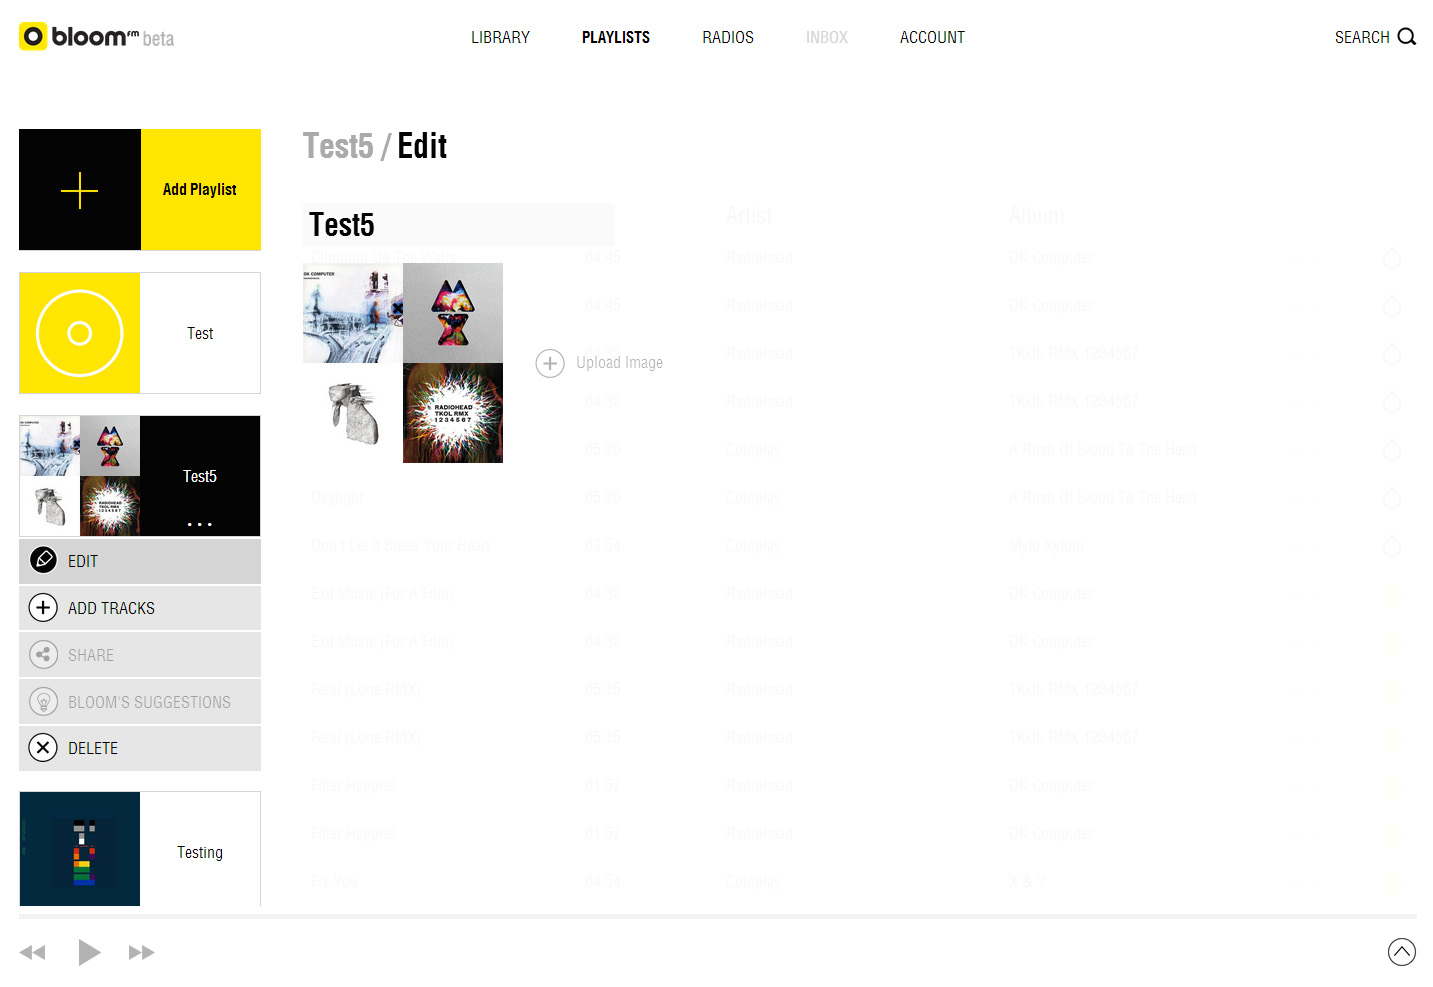 bloom fm beta
LIBRARY
PLAYLISTS
RADIOS
INBOX
ACCOUNT
SEARCH
Add Playlist
Test
Test5
...
EDIT
ADD TRACKS
SHARE
BLOOM'S SUGGESTIONS
DELETE
Testing
Test5 / Edit
Test5
Artist
Album
Climbing Up The Walls 04:45 Radiohead OK Computer
04:45 Radiohead OK Computer
Radiohead TKOL RMX 1234567
04:32 Radiohead TKOL RMX 1234567
05:26 Coldplay A Rush Of Blood To The Head
Daylight 05:26 Coldplay A Rush Of Blood To The Head
Don't Let It Break Your Heart 03:54 Coldplay Mylo Xyloto
Exit Music (For A Film) 04:32 Radiohead OK Computer
Exit Music (For A Film) 04:32 Radiohead OK Computer
Feral (Lone RMX) 05:15 Radiohead TKOL RMX 1234567
Feral (Lone RMX) 05:15 Radiohead TKOL RMX 1234567
Fitter Happier 01:57 Radiohead OK Computer
Fitter Happier 01:57 Radiohead OK Computer
Fix You 04:54 Coldplay X & Y
OK COMPUTER
RADIOHEAD
TKOL RMX
1234567
Upload Image